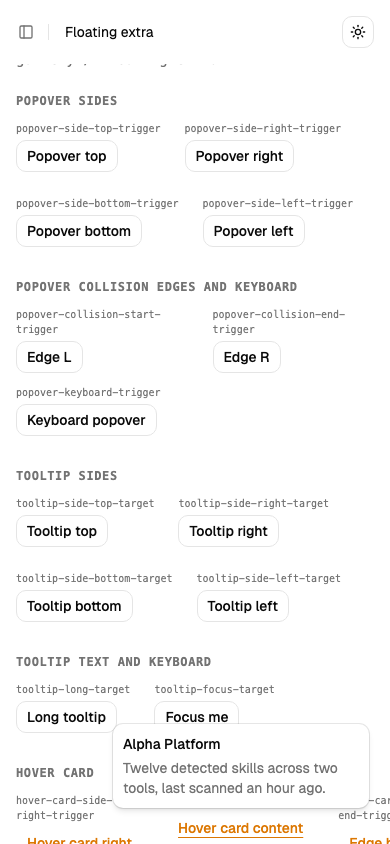 Floating extra
POPOVER SIDES
popover-side-top-trigger popover-side-right-trigger
Popover top Popover right
popover-side-bottom-trigger popover-side-left-trigger
Popover bottom Popover left
POPOVER COLLISION EDGES AND KEYBOARD
popover-collision-start-trigger popover-collision-end-trigger
Edge L Edge R
popover-keyboard-trigger
Keyboard popover
TOOLTIP SIDES
tooltip-side-top-target tooltip-side-right-target
Tooltip top Tooltip right
tooltip-side-bottom-target tooltip-side-left-target
Tooltip bottom Tooltip left
TOOLTIP TEXT AND KEYBOARD
tooltip-long-target tooltip-focus-target
Long tooltip Focus me
Alpha Platform
Twelve detected skills across two
tools, last scanned an hour ago.
HOVER CARD
hover-card-side-
right-trigger
Hover card right Hover card content